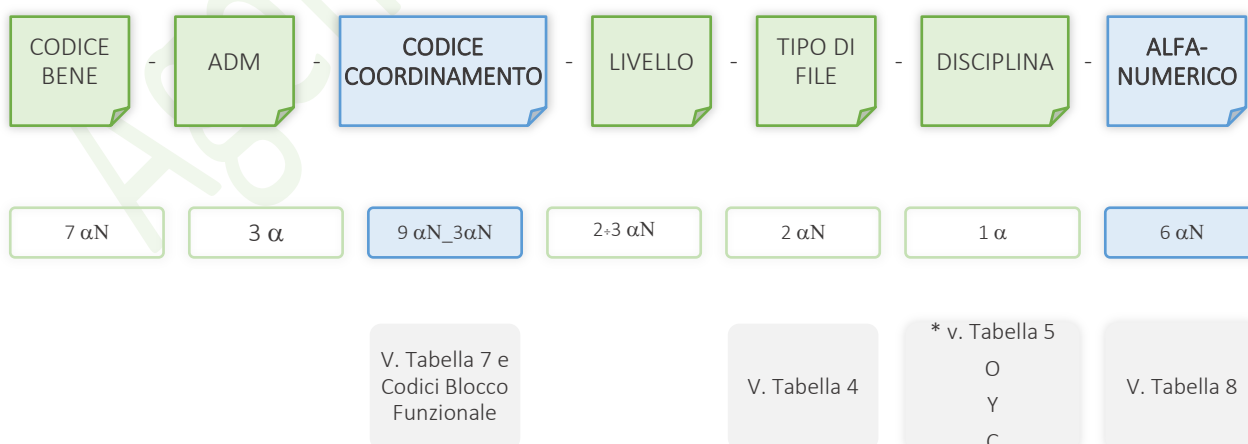 CODICE
BENE
-
ADM
-
CODICE
COORDINAMENTO
-
LIVELLO
-
TIPO DI
FILE
-
DISCIPLINA
-
ALFA-
NUMERICO
7 αN
3 α
9 αN_3αN
2÷3 αN
2 αN
1 α
6 αN
V. Tabella 7 e
Codici Blocco
Funzionale
V. Tabella 4
* v. Tabella 5
O
Y
C
V. Tabella 8